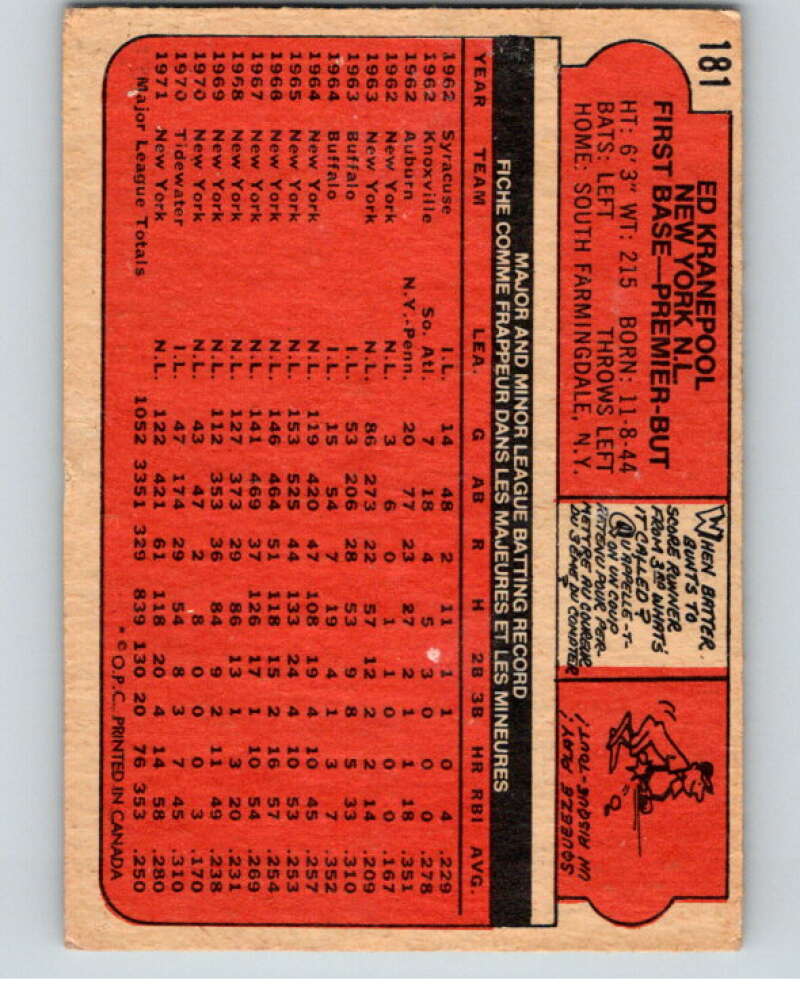 181
ED KRANEPOOL
NEW YORK N.L.
FIRST BASE—PREMIER-BUT
HT: 6'3" WT: 215 BORN: 11-8-44
BATS: LEFT THROWS LEFT
HOME: SOUTH FARMINGDALE, N.Y.
WHEN BATTER
BUNTS TO
SCORE RUNNER
FROM 3RD WHAT'S
IT CALLED?
QU'APPELLE-T-
ON UN COUP
RETENU POUR PER-
METTRE AU COUREUR
DU 3ÈME DU COMPTER
?
SQUEEZE PLAY!
UN RISQUE-TOUT!
MAJOR AND MINOR LEAGUE BATTING RECORD
FICHE COMME FRAPPEUR DANS LES MAJEURES ET LES MINEURES
YEAR TEAM LEA. G AB R H 2B 3B HR RBI AVG.
1962 Syracuse I.L. 14 48 2 11 1 1 0 4 .229
1962 Knoxville So. Atl. 7 18 4 5 3 0 0 0 .278
1962 Auburn N.Y.-Penn. 20 77 23 27 2 1 1 18 .351
1962 New York N.L. 3 6 0 1 1 0 0 0 .167
1963 New York N.L. 86 273 22 57 12 2 2 14 .209
1963 Buffalo I.L. 53 206 28 53 9 8 5 33 .310
1964 Buffalo I.L. 15 54 7 19 4 1 3 7 .352
1964 New York N.L. 119 420 47 108 19 4 10 45 .257
1965 New York N.L. 153 525 44 133 24 4 10 53 .253
1966 New York N.L. 146 464 51 118 15 2 16 57 .254
1967 New York N.L. 141 469 37 126 17 1 10 54 .269
1968 New York N.L. 127 373 29 86 13 1 3 20 .231
1969 New York N.L. 112 353 36 84 9 2 11 49 .238
1970 New York N.L. 43 47 2 8 0 0 0 3 .170
1970 Tidewater I.L. 47 174 29 54 8 3 7 45 .310
1971 New York N.L. 122 421 61 118 20 4 14 58 .280
Major League Totals 1052 3351 329 839 130 20 76 353 .250
* © O.P.C. PRINTED IN CANADA